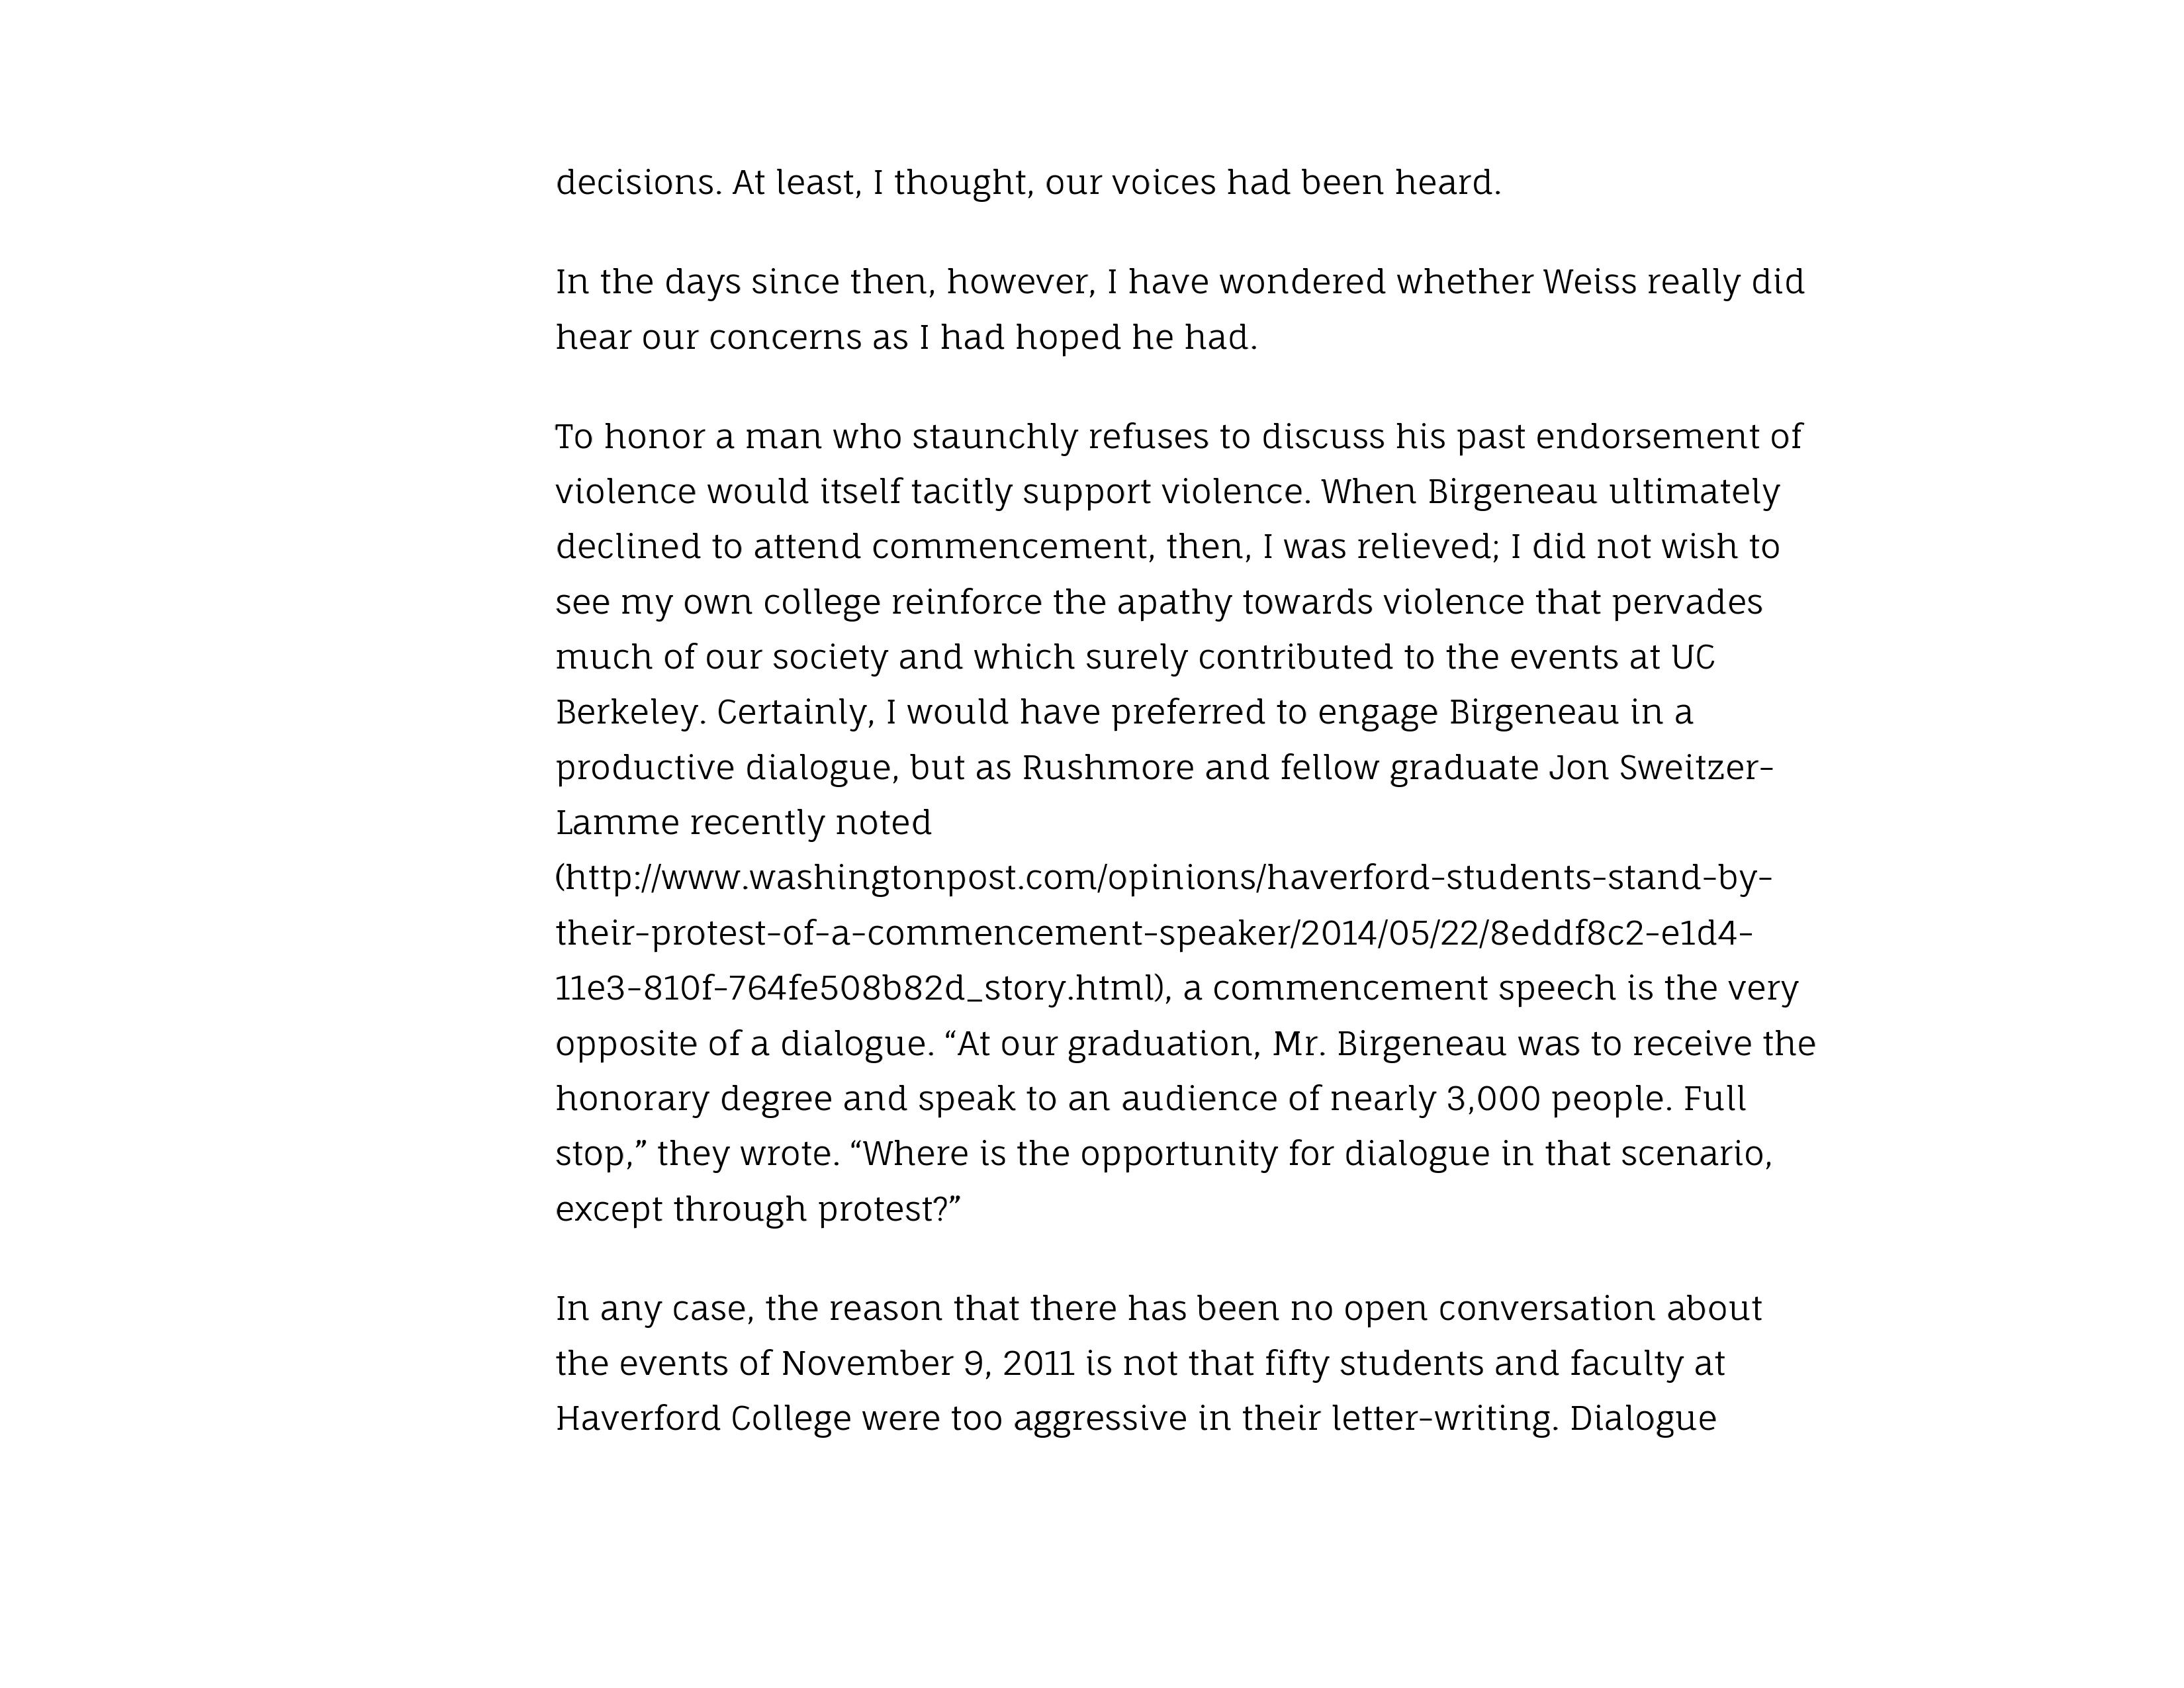 decisions. At least, I thought, our voices had been heard.
In the days since then, however, I have wondered whether Weiss really did
hear our concerns as I had hoped he had.
To honor a man who staunchly refuses to discuss his past endorsement of
violence would itself tacitly support violence. When Birgeneau ultimately
declined to attend commencement, then, I was relieved; I did not wish to
see my own college reinforce the apathy towards violence that pervades
much of our society and which surely contributed to the events at UC
Berkeley. Certainly, I would have preferred to engage Birgeneau in a
productive dialogue, but as Rushmore and fellow graduate Jon Sweitzer-
Lamme recently noted
(http://www.washingtonpost.com/opinions/haverford-students-stand-by-
their-protest-of-a-commencement-speaker/2014/05/22/8eddf8c2-e1d4-
11e3-810f-764fe508b82d_story.html), a commencement speech is the very
opposite of a dialogue. “At our graduation, Mr. Birgeneau was to receive the
honorary degree and speak to an audience of nearly 3,000 people. Full
stop,” they wrote. “Where is the opportunity for dialogue in that scenario,
except through protest?”
In any case, the reason that there has been no open conversation about
the events of November 9, 2011 is not that fifty students and faculty at
Haverford College were too aggressive in their letter-writing. Dialogue